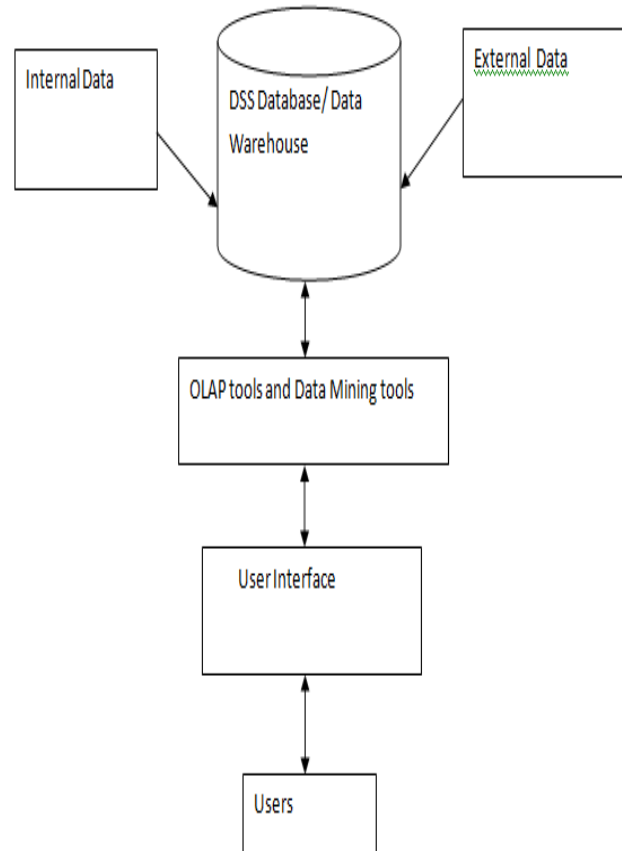 Internal Data
DSS Database/ Data
Warehouse
External Data
OLAP tools and Data Mining tools
User Interface
Users